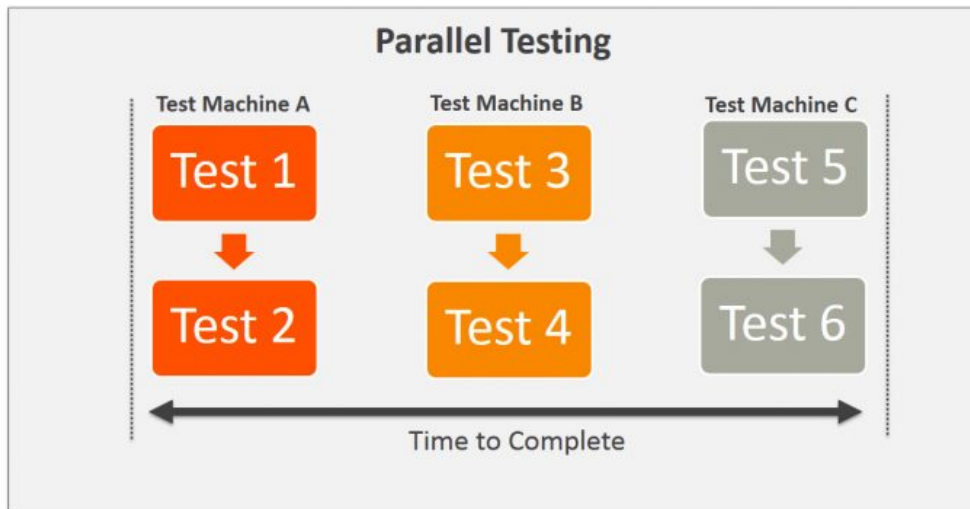 Parallel Testing
Test Machine A
Test Machine B
Test Machine C
Test 1
Test 3
Test 5
Test 2
Test 4
Test 6
Time to Complete